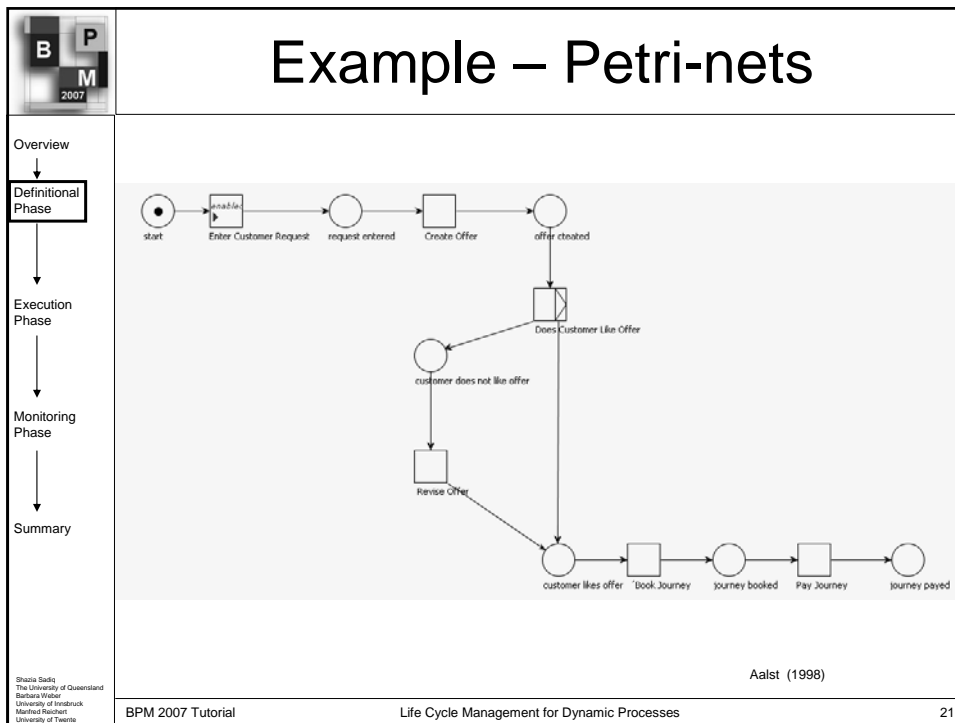 B P
M
2007
Example – Petri-nets
Overview
Definitional
Phase
Execution
Phase
Monitoring
Phase
Summary
enabled
start
Enter Customer Request
request entered
Create Offer
offer cteated
Does Customer Like Offer
customer does not like offer
Revise Offer
customer likes offer
´Book Journey
journey booked
Pay Journey
journey payed
Aalst (1998)
Shazia Sadiq
The University of Queensland
Barbara Weber
University of Innsbruck
Manfred Reichert
University of Twente
BPM 2007 Tutorial
Life Cycle Management for Dynamic Processes
21